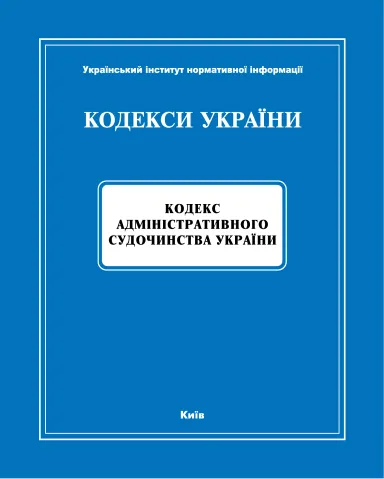 Український інститут нормативної інформації
КОДЕКСИ УКРАЇНИ
КОДЕКС
АДМІНІСТРАТИВНОГО
СУДОЧИНСТВА УКРАЇНИ
Київ